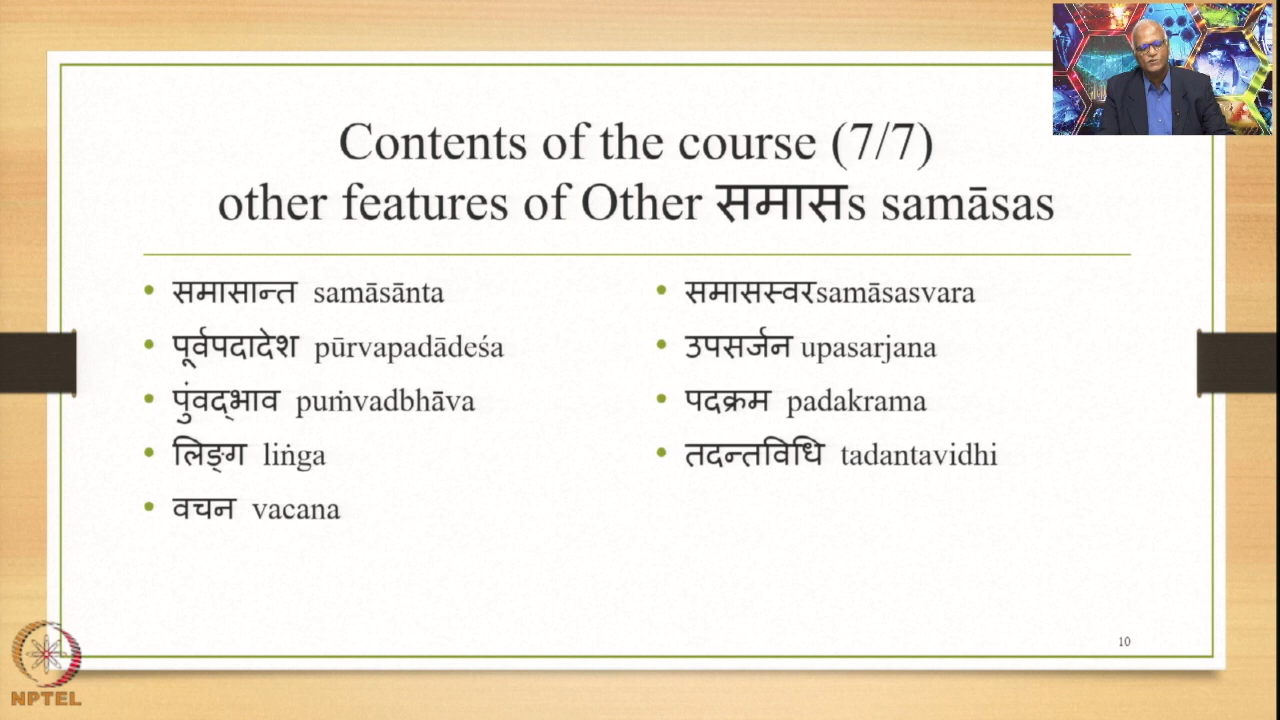 Contents of the course (7/7)
other features of Other समासs samāsas
• समासान्त samāsānta
• पूर्वपदादेश pūrvapadādeśa
• पुंवद्भाव puṁvadbhāva
• लिङ्ग liṅga
• वचन vacana
• समासस्वरsamāsasvara
• उपसर्जन upasarjana
• पदक्रम padakrama
• तदन्तविधि tadantavidhi
10
NPTEL